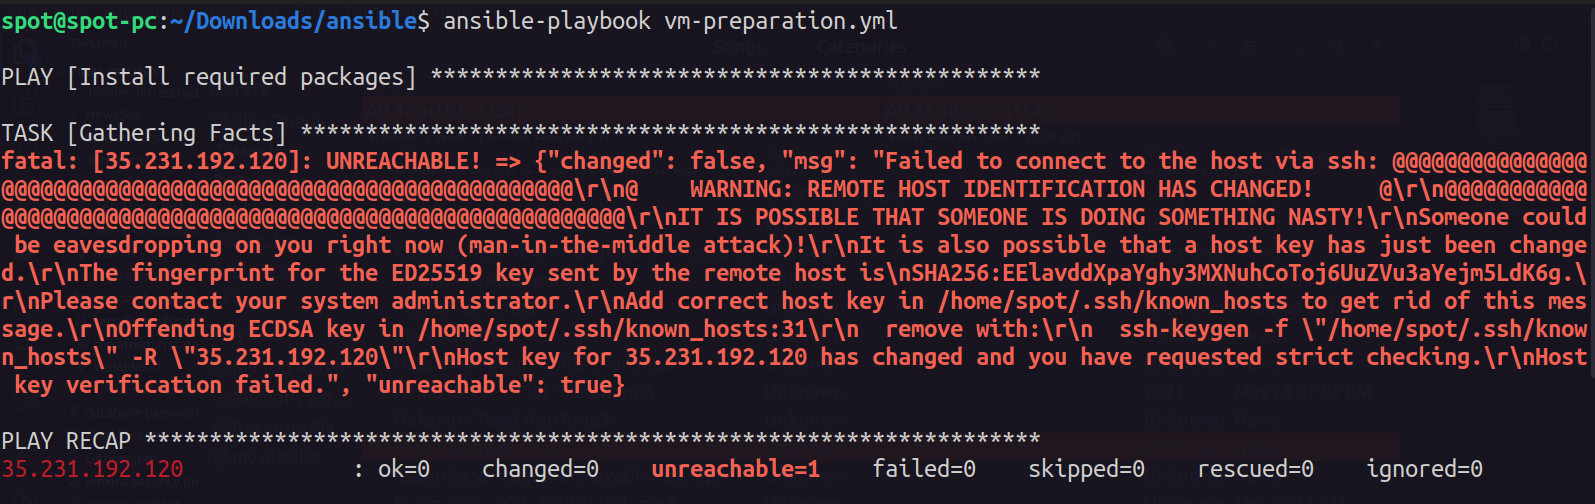 spot@spot-pc:~/Downloads/ansible$ ansible-playbook vm-preparation.yml
PLAY [Install required packages] ***********************************************
TASK [Gathering Facts] *********************************************************
fatal: [35.231.192.120]: UNREACHABLE! => {"changed": false, "msg": "Failed to connect to the host via ssh: @@@@@@@@@@@@@@@
@@@@@@@@@@@@@@@@@@@@@@@@@@@@@@@@@@@@@@@@@@@@\r\n@    WARNING: REMOTE HOST IDENTIFICATION HAS CHANGED!     @\r\n@@@@@@@@@@@
@@@@@@@@@@@@@@@@@@@@@@@@@@@@@@@@@@@@@@@@@@@@@@@@\r\nIT IS POSSIBLE THAT SOMEONE IS DOING SOMETHING NASTY!\r\nSomeone could
 be eavesdropping on you right now (man-in-the-middle attack)!\r\nIt is also possible that a host key has just been change
d.\r\nThe fingerprint for the ED25519 key sent by the remote host is\nSHA256:EElavddXpaYghy3MXNuhCoToj6UuZVu3aYejm5LdK6g.\
r\nPlease contact your system administrator.\r\nAdd correct host key in /home/spot/.ssh/known_hosts to get rid of this mes
sage.\r\nOffending ECDSA key in /home/spot/.ssh/known_hosts:31\r\n  remove with:\r\n  ssh-keygen -f \"/home/spot/.ssh/know
n_hosts\" -R \"35.231.192.120\"\r\nHost key for 35.231.192.120 has changed and you have requested strict checking.\r\nHost
 key verification failed.", "unreachable": true}
PLAY RECAP *********************************************************************
35.231.192.120             : ok=0    changed=0    unreachable=1    failed=0    skipped=0    rescued=0    ignored=0